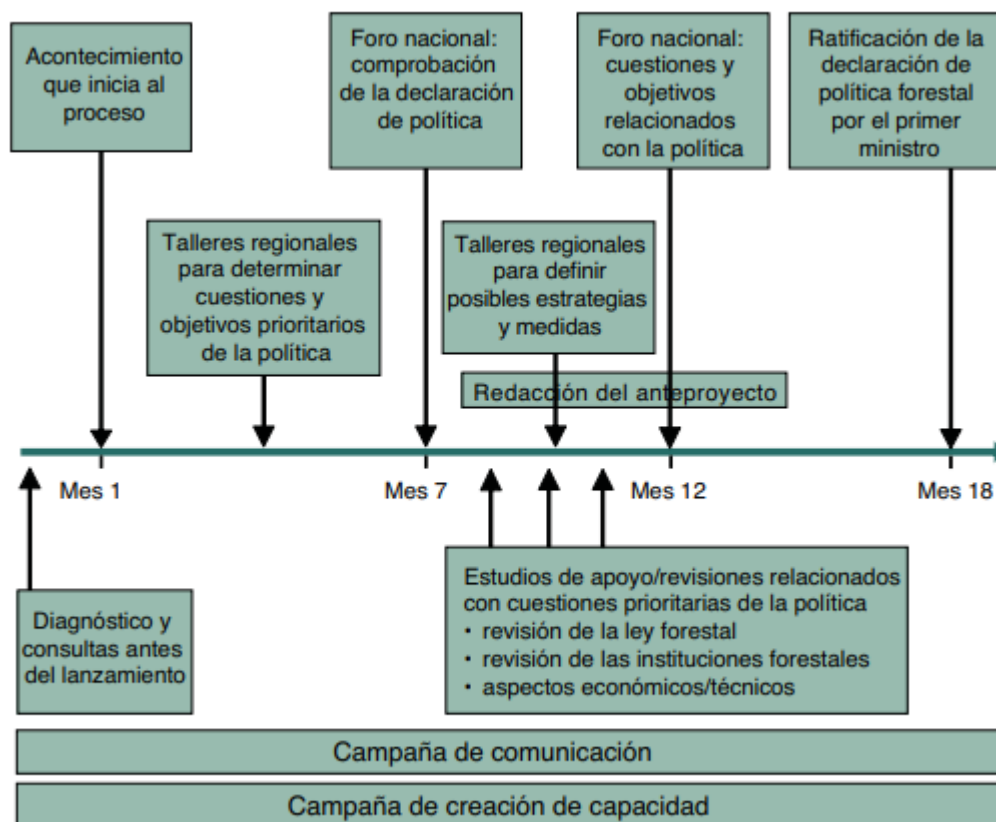 Acontecimiento
que inicia al
proceso
Foro nacional:
comprobación
de la declaración
de política
Foro nacional:
cuestiones y
objetivos
relacionados
con la política
Ratificación de la
declaración de
política forestal
por el primer
ministro
Talleres regionales
para determinar
cuestiones y
objetivos prioritarios
de la política
Talleres regionales
para definir
posibles estrategias
y medidas
Redacción del anteproyecto
Mes 1
Mes 7
Mes 12
Mes 18
Diagnóstico y
consultas antes
del lanzamiento
Estudios de apoyo/revisiones relacionados
con cuestiones prioritarias de la política
• revisión de la ley forestal
• revisión de las instituciones forestales
• aspectos económicos/técnicos
Campaña de comunicación
Campaña de creación de capacidad